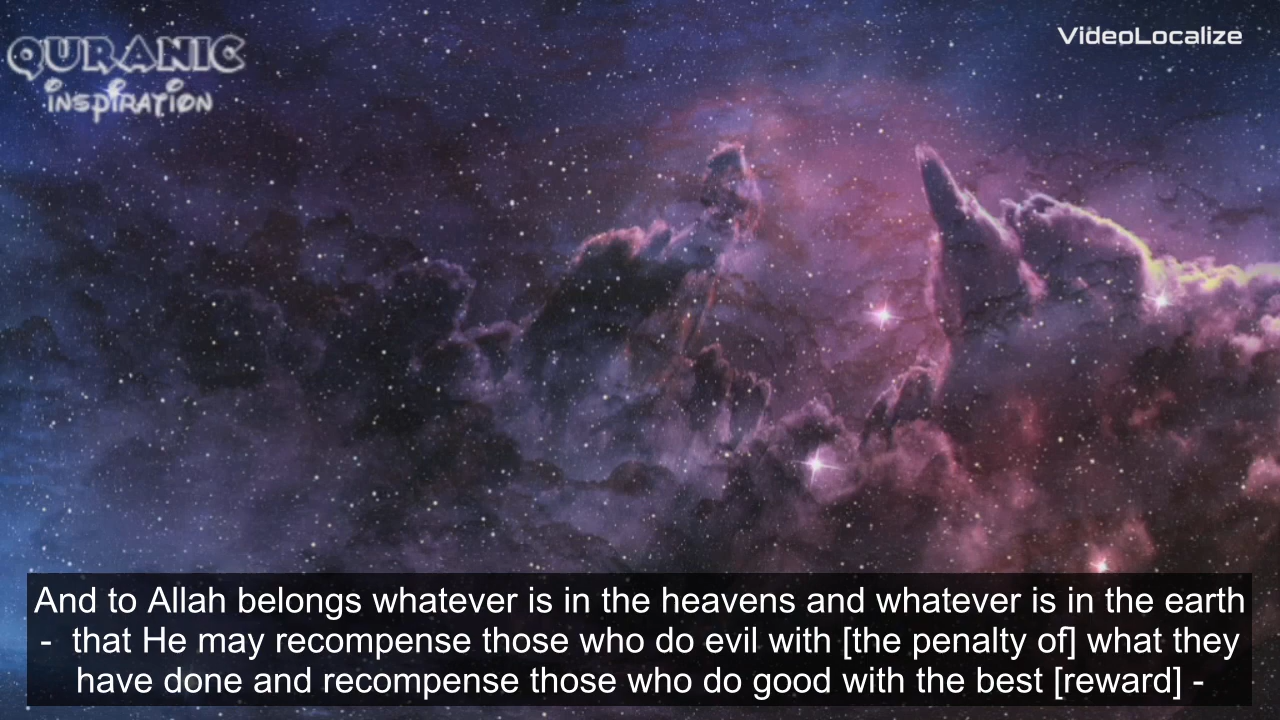 QURANIC
INSPIRATION
VideoLocalize
And to Allah belongs whatever is in the heavens and whatever is in the earth
- that He may recompense those who do evil with [the penalty of] what they
have done and recompense those who do good with the best [reward] -